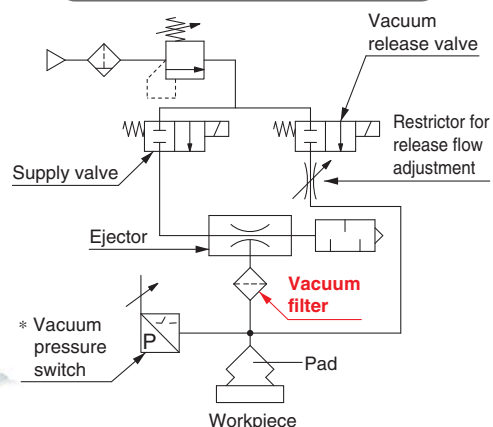 Vacuum
release valve
Restrictor for
release flow
adjustment
Supply valve
Ejector
Vacuum
filter
* Vacuum
pressure
switch
P
Pad
Workpiece